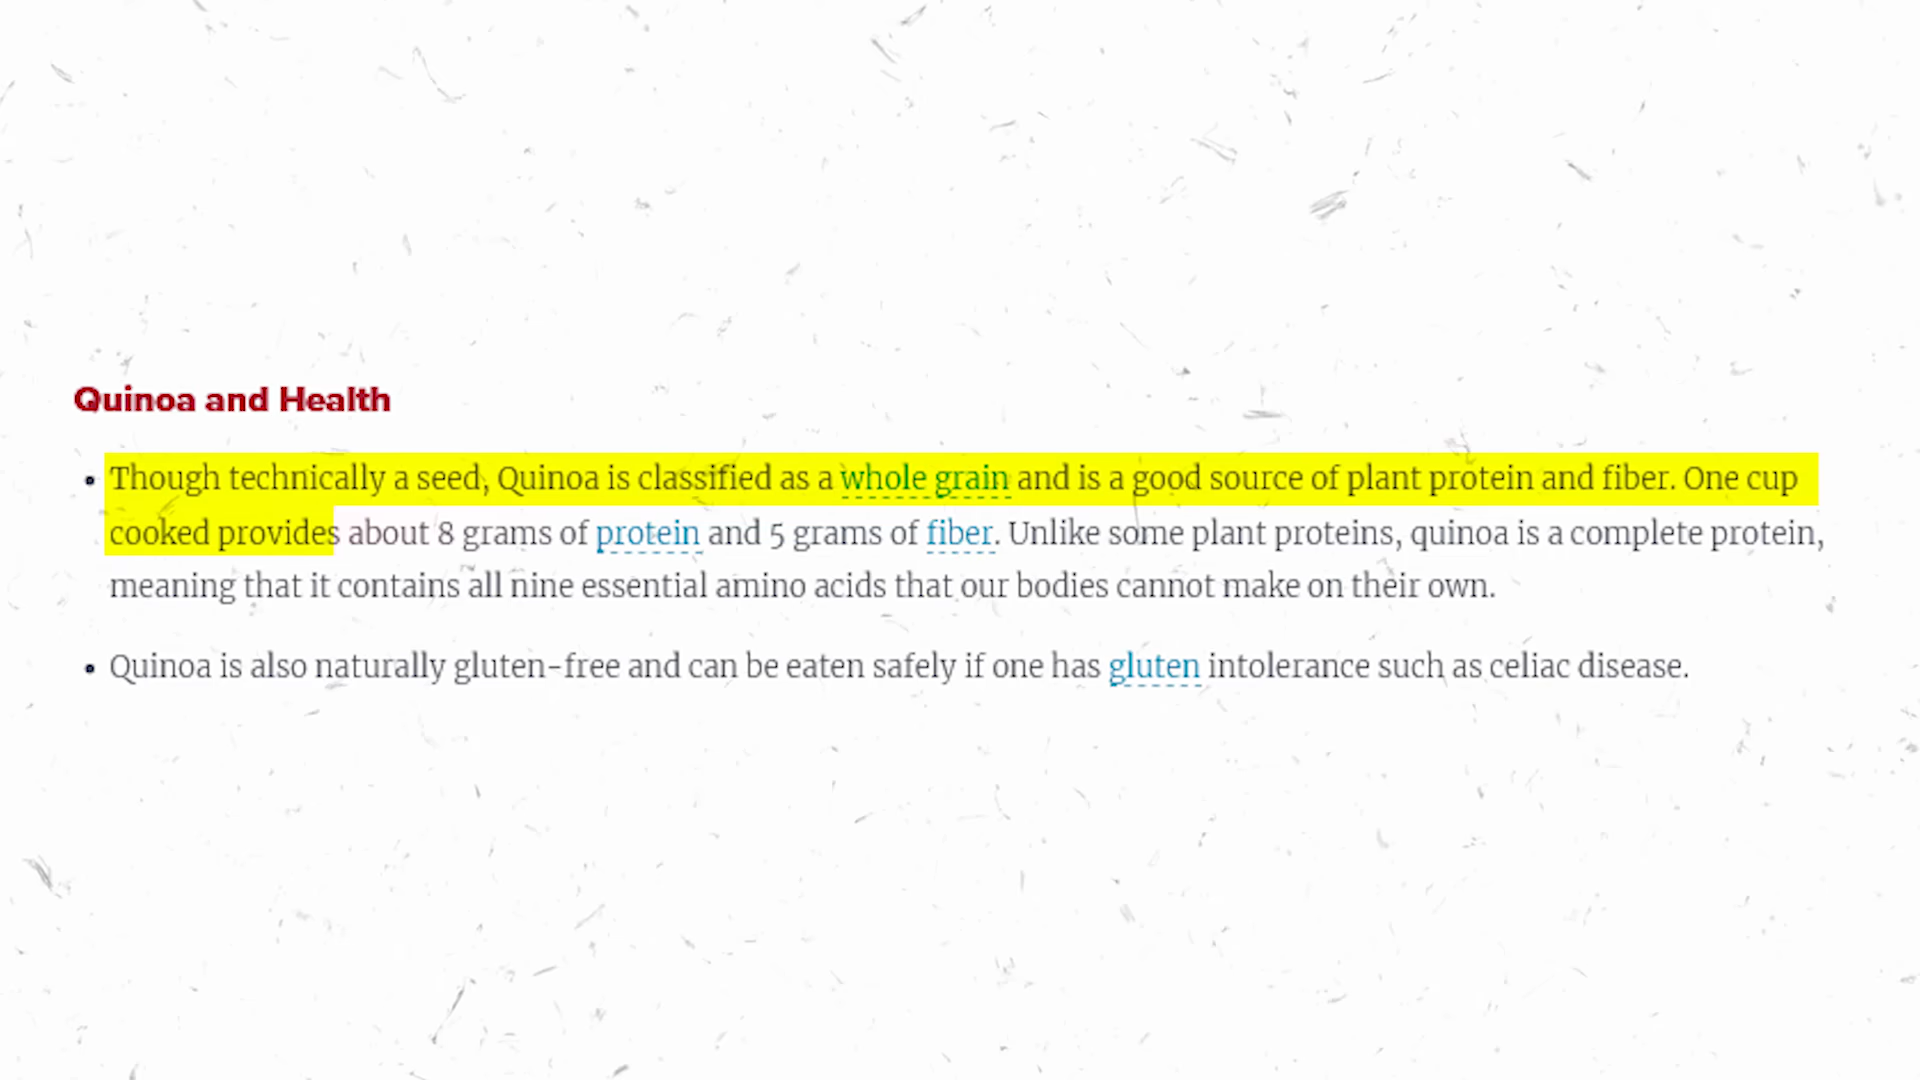 Quinoa and Health
• Though technically a seed, Quinoa is classified as a whole grain and is a good source of plant protein and fiber. One cup
cooked provides about 8 grams of protein and 5 grams of fiber. Unlike some plant proteins, quinoa is a complete protein,
meaning that it contains all nine essential amino acids that our bodies cannot make on their own.
• Quinoa is also naturally gluten-free and can be eaten safely if one has gluten intolerance such as celiac disease.